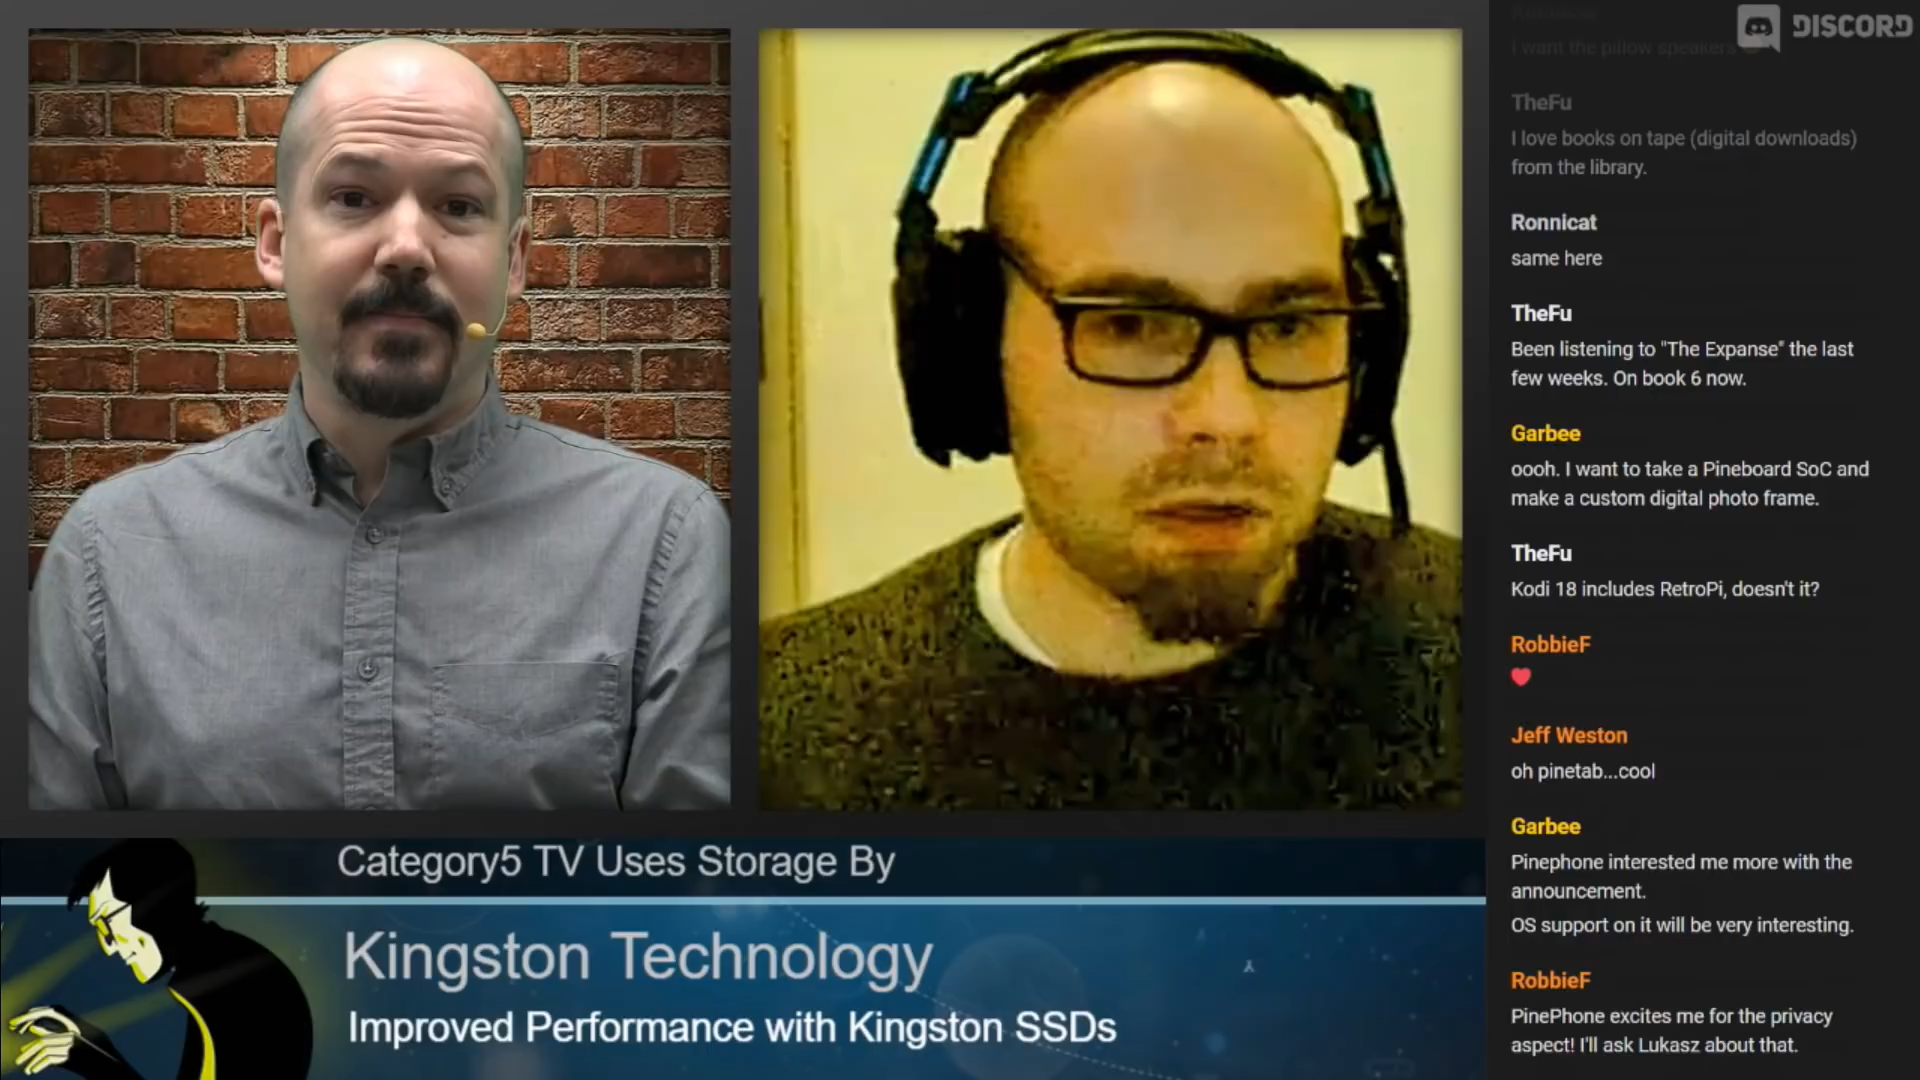 DISCORD
I want the pillow speakers
TheFu
I love books on tape (digital downloads)
from the library.
Ronnicat
same here
TheFu
Been listening to "The Expanse" the last
few weeks. On book 6 now.
Garbee
oooh. I want to take a Pineboard SoC and
make a custom digital photo frame.
TheFu
Kodi 18 includes RetroPi, doesn't it?
RobbieF
❤
Jeff Weston
oh pinetab...cool
Garbee
Pinephone interested me more with the
announcement.
OS support on it will be very interesting.
RobbieF
PinePhone excites me for the privacy
aspect! I'll ask Lukasz about that.
Category5 TV Uses Storage By
Kingston Technology
Improved Performance with Kingston SSDs